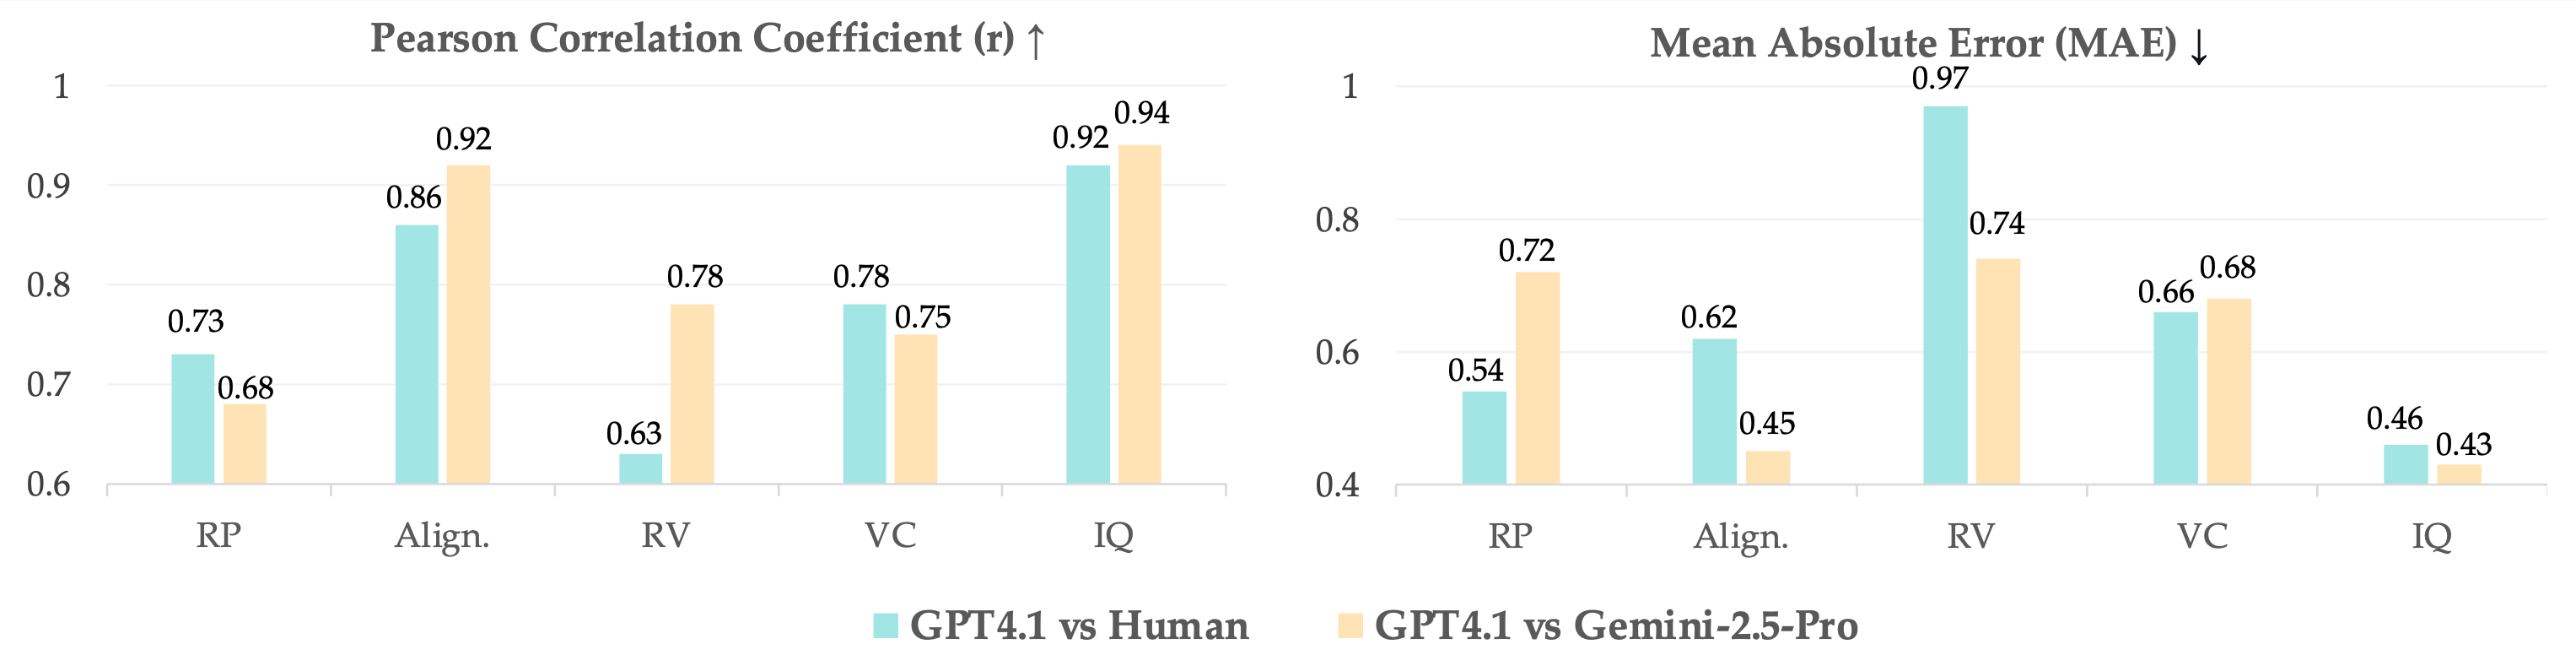 Pearson Correlation Coefficient (r) ↑
1
0.9
0.8
0.7
0.6
0.73
0.68
0.86
0.92
0.63
0.78
0.78
0.75
0.92
0.94
RP
Align.
RV
VC
IQ
Mean Absolute Error (MAE) ↓
1
0.8
0.6
0.4
0.54
0.72
0.62
0.45
0.97
0.74
0.66
0.68
0.46
0.43
RP
Align.
RV
VC
IQ
GPT4.1 vs Human
GPT4.1 vs Gemini-2.5-Pro